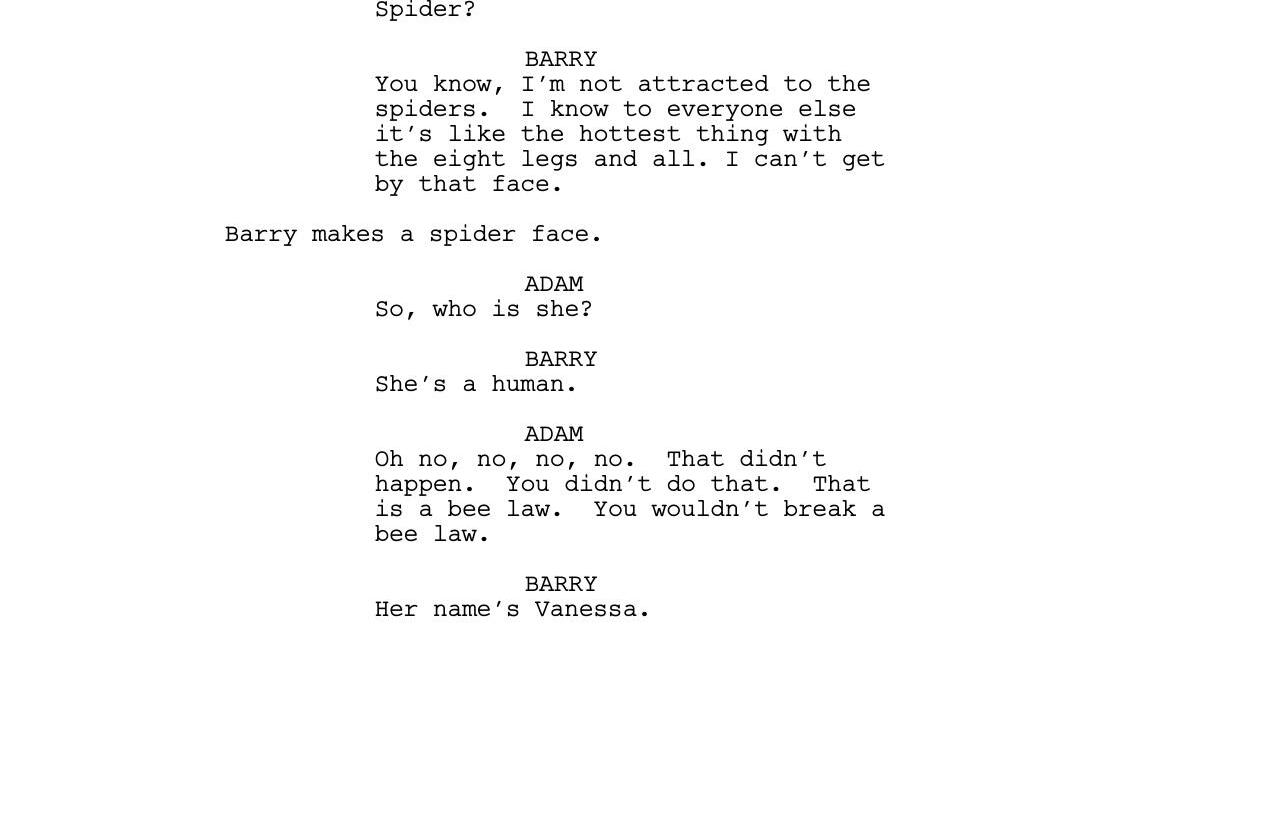 Spider?
BARRY
You know, I’m not attracted to the
spiders.  I know to everyone else
it’s like the hottest thing with
the eight legs and all. I can’t get
by that face.
Barry makes a spider face.
ADAM
So, who is she?
BARRY
She’s a human.
ADAM
Oh no, no, no, no.  That didn’t
happen.  You didn’t do that.  That
is a bee law.  You wouldn’t break a
bee law.
BARRY
Her name’s Vanessa.